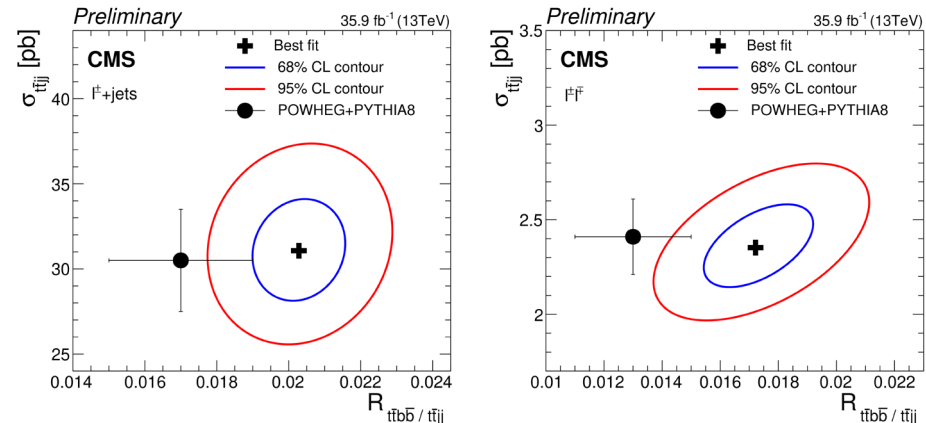 Preliminary 35.9 fb⁻¹ (13TeV)
CMS
l±+jets
Best fit
68% CL contour
95% CL contour
POWHEG+PYTHIA8
σtt̄jj [pb]
40
35
30
25
0.014 0.016 0.018 0.02 0.022 0.024
R tt̄bb̄ / tt̄jj
Preliminary 35.9 fb⁻¹ (13TeV)
CMS
l±l∓
Best fit
68% CL contour
95% CL contour
POWHEG+PYTHIA8
σtt̄jj [pb]
3.5
3
2.5
2
0.01 0.012 0.014 0.016 0.018 0.02 0.022
R tt̄bb̄ / tt̄jj